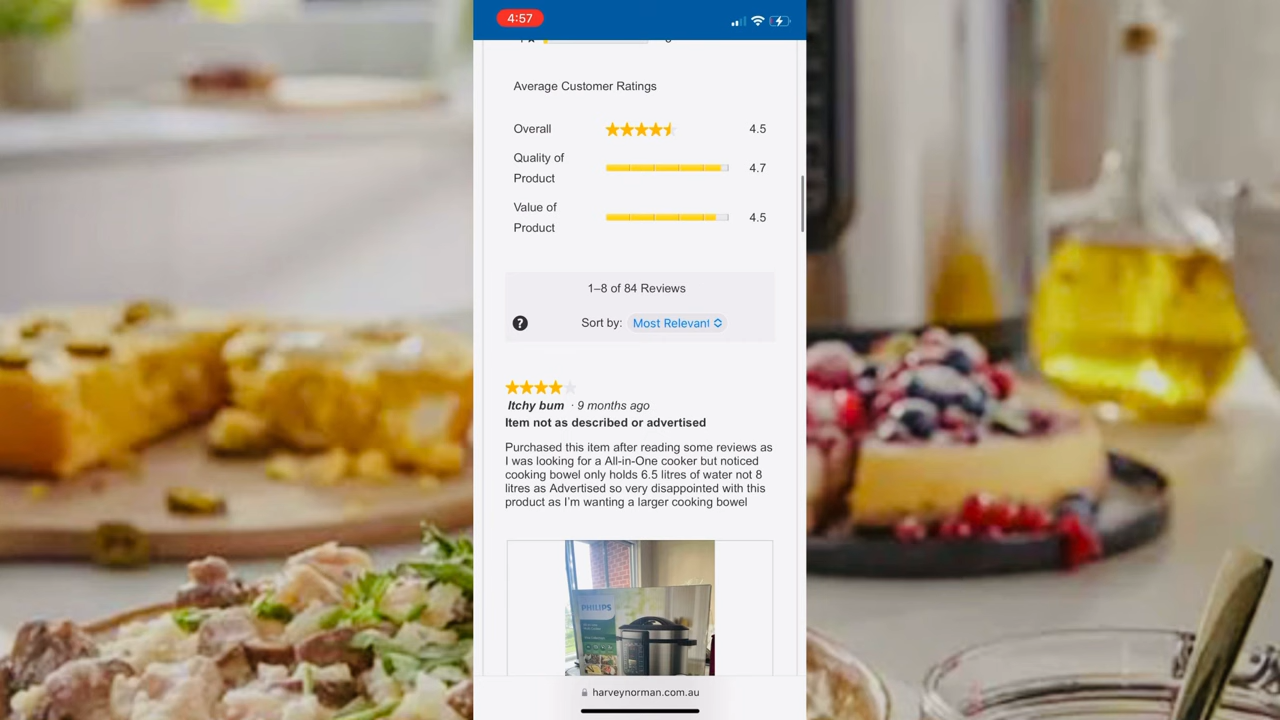 4:57
Average Customer Ratings
Overall 4.5
Quality of
Product 4.7
Value of
Product 4.5
1–8 of 84 Reviews
Sort by: Most Relevant
Itchy bum · 9 months ago
Item not as described or advertised
Purchased this item after reading some reviews as
I was looking for a All-in-One cooker but noticed
cooking bowel only holds 6.5 litres of water not 8
litres as Advertised so very disappointed with this
product as I'm wanting a larger cooking bowel
PHILIPS
harveynorman.com.au